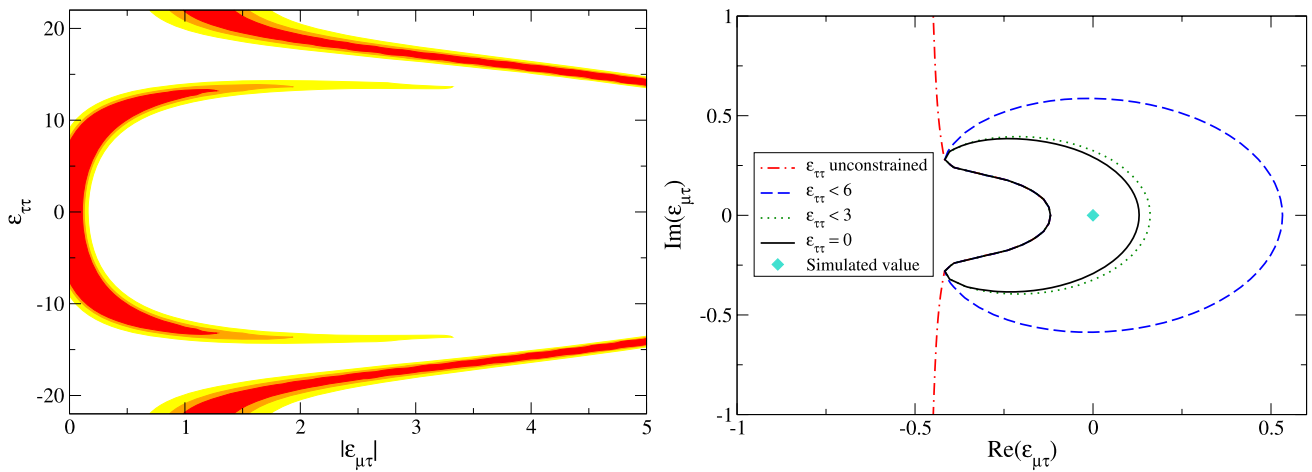 20
10
0
-10
-20
ε_ττ
0
1
2
3
4
5
|ε_μτ|
1
0.5
0
-0.5
-1
Im(ε_μτ)
ε_ττ unconstrained
ε_ττ < 6
ε_ττ < 3
ε_ττ = 0
Simulated value
-1
-0.5
0
0.5
Re(ε_μτ)